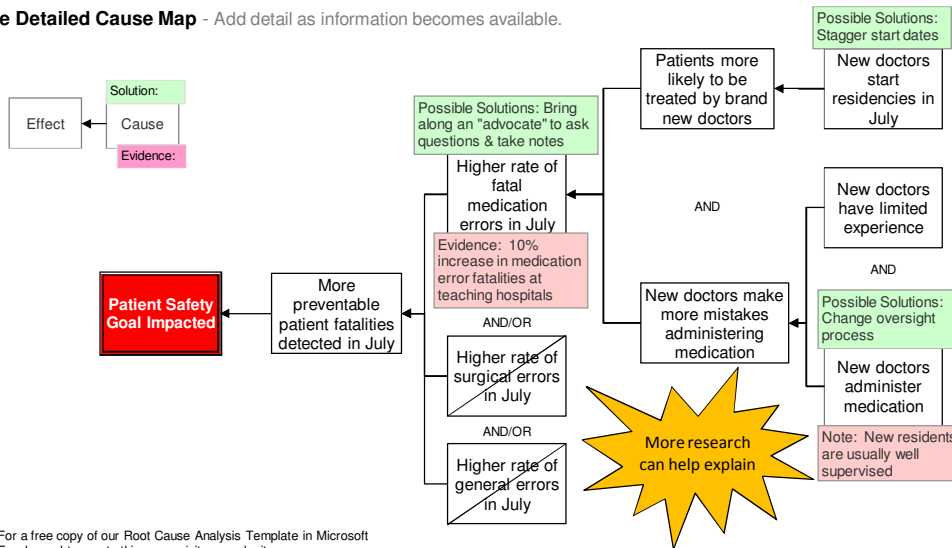 e Detailed Cause Map - Add detail as information becomes available.
Solution:
Effect
Cause
Evidence:
Patient Safety
Goal Impacted
More
preventable
patient fatalities
detected in July
Possible Solutions: Bring
along an "advocate" to ask
questions & take notes
Higher rate of
fatal
medication
errors in July
Evidence: 10%
increase in medication
error fatalities at
teaching hospitals
AND/OR
Higher rate of
surgical errors
in July
AND/OR
Higher rate of
general errors
in July
Patients more
likely to be
treated by brand
new doctors
AND
New doctors make
more mistakes
administering
medication
More research
can help explain
Possible Solutions:
Stagger start dates
New doctors
start
residencies in
July
New doctors
have limited
experience
AND
Possible Solutions:
Change oversight
process
New doctors
administer
medication
Note: New residents
are usually well
supervised
For a free copy of our Root Cause Analysis Template in Microsoft